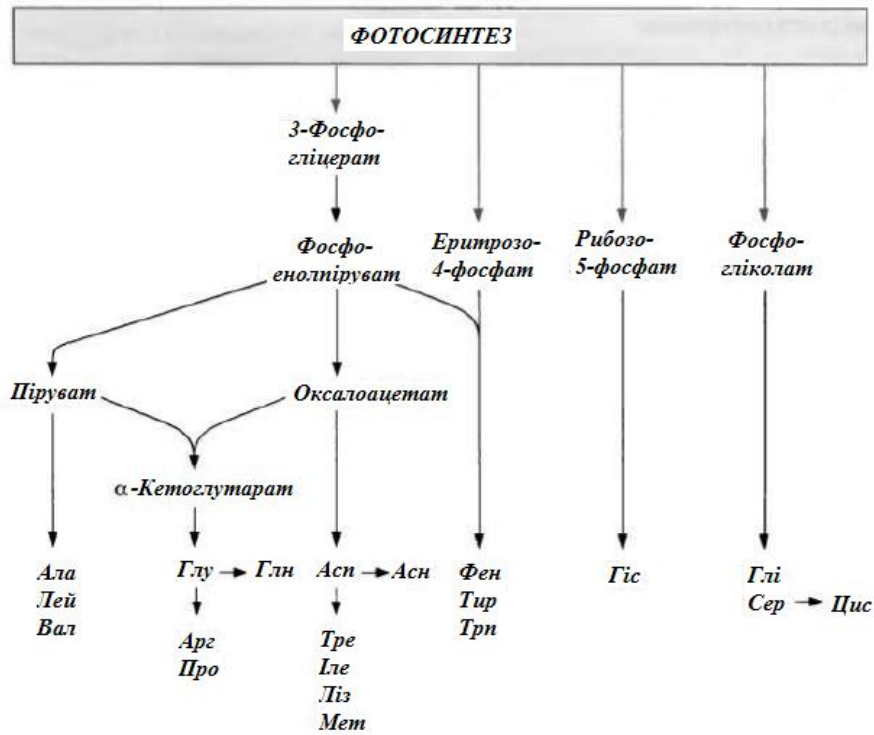 ФОТОСИНТЕЗ
3-Фосфо-
гліцерат
Фосфо-
енолпіруват
Еритрозо-
4-фосфат
Рибозо-
5-фосфат
Фосфо-
гліколат
Піруват
Оксалоацетат
α-Кетоглутарат
Ала
Лей
Вал
Глу
Глн
Арг
Про
Асп
Асн
Тре
Іле
Ліз
Мет
Фен
Тир
Трп
Гіс
Глі
Сер
Цис